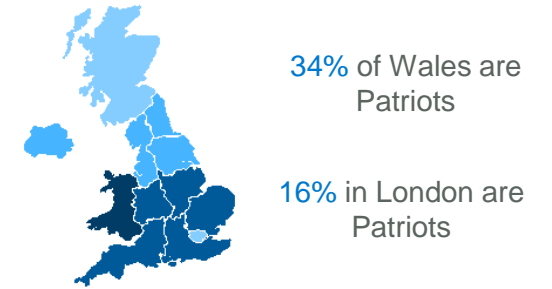 34% of Wales are
Patriots
16% in London are
Patriots